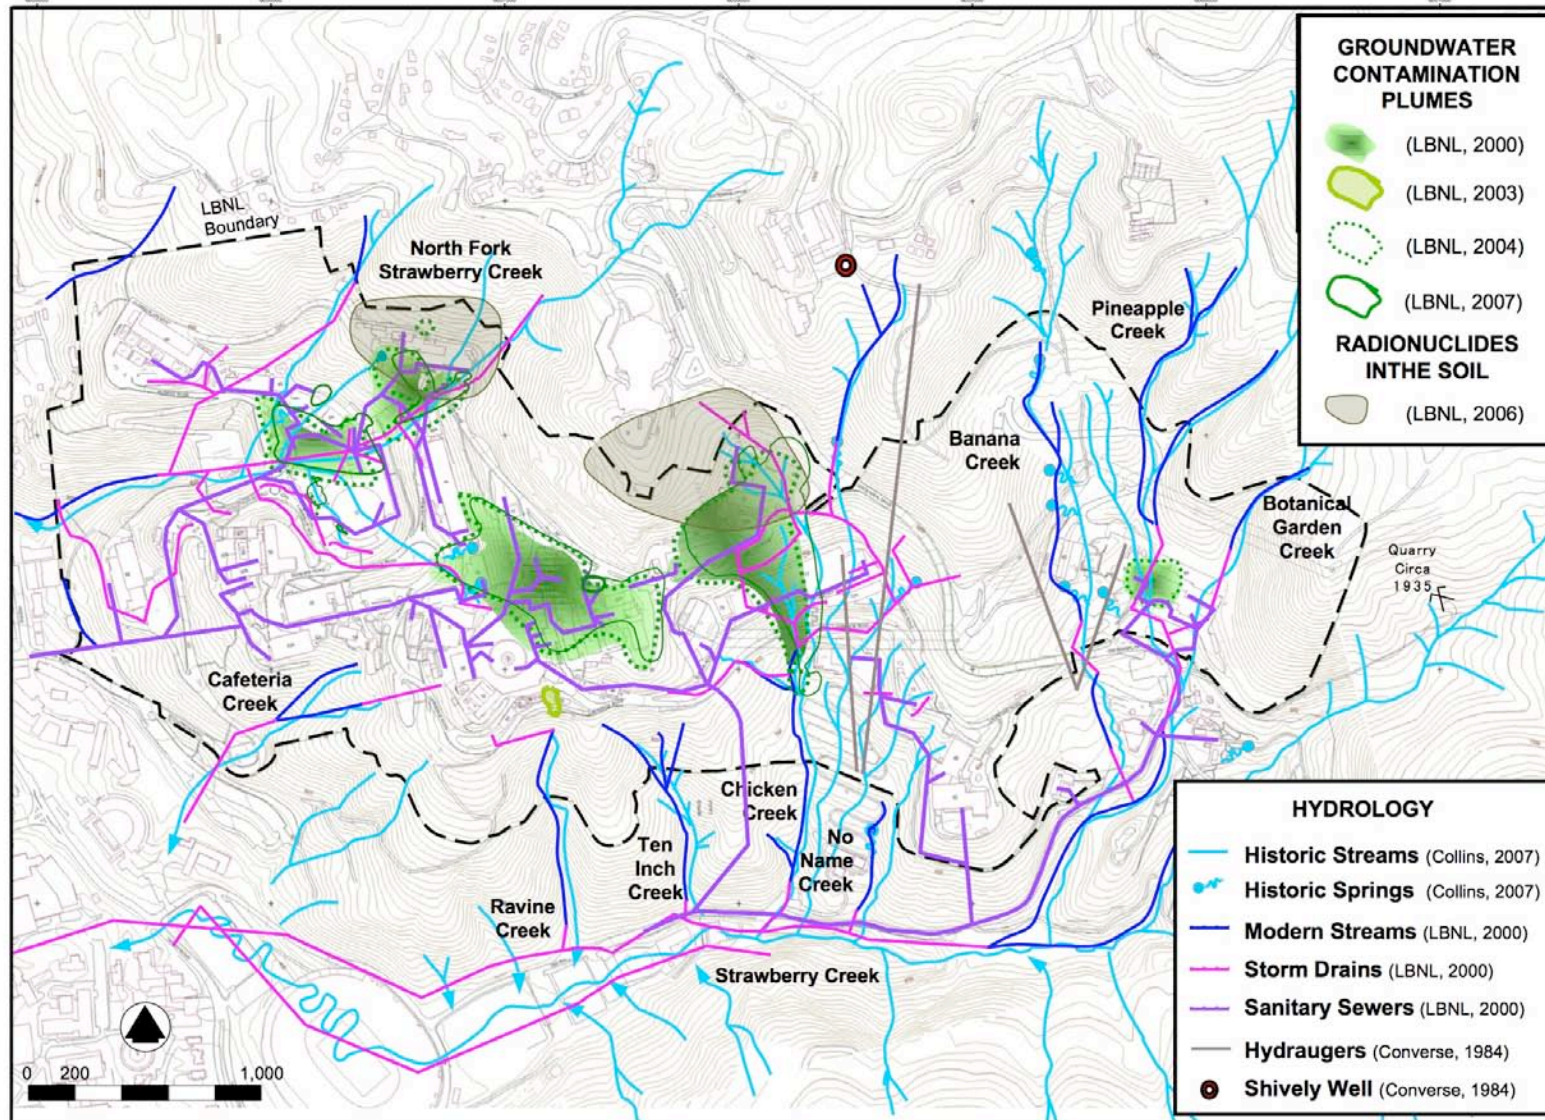 GROUNDWATER
CONTAMINATION
PLUMES
(LBNL, 2000)
(LBNL, 2003)
(LBNL, 2004)
(LBNL, 2007)
RADIONUCLIDES
INTHE SOIL
(LBNL, 2006)
LBNL
Boundary
North Fork
Strawberry Creek
Pineapple
Creek
Banana
Creek
Botanical
Garden
Creek
Quarry
Circa
1935
Cafeteria
Creek
Chicken
Creek
No
Name
Creek
Ten
Inch
Creek
Ravine
Creek
Strawberry Creek
HYDROLOGY
Historic Streams (Collins, 2007)
Historic Springs (Collins, 2007)
Modern Streams (LBNL, 2000)
Storm Drains (LBNL, 2000)
Sanitary Sewers (LBNL, 2000)
Hydraugers (Converse, 1984)
Shively Well (Converse, 1984)
0 200 1,000